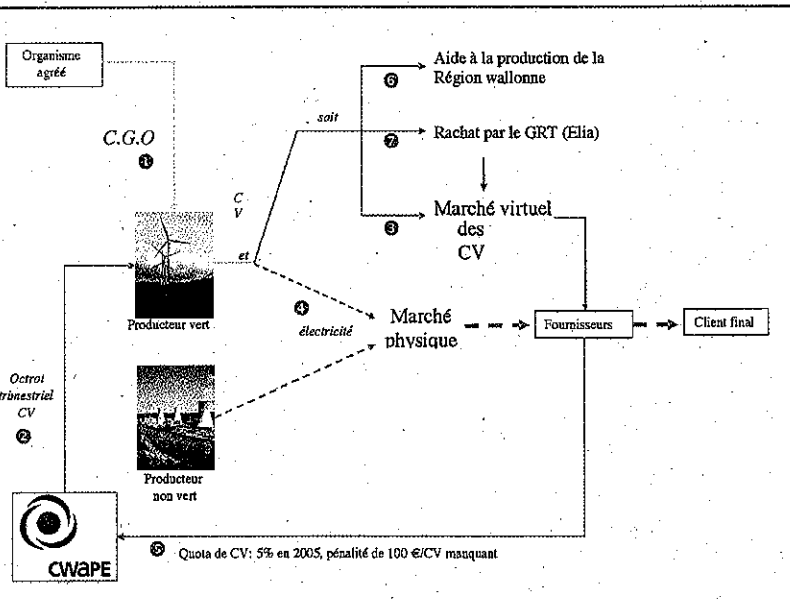 Organisme
agréé
C.G.O
❶
Producteur vert
Octroi
trimestriel
CV
❷
CWaPE
Producteur
non vert
C
V
et
soit
❻
Aide à la production de la
Région wallonne
❼
Rachat par le GRT (Elia)
❸
Marché virtuel
des
CV
❹
électricité
Marché
physique
Fournisseurs
Client final
❺ Quota de CV: 5% en 2005, pénalité de 100 €/CV manquant